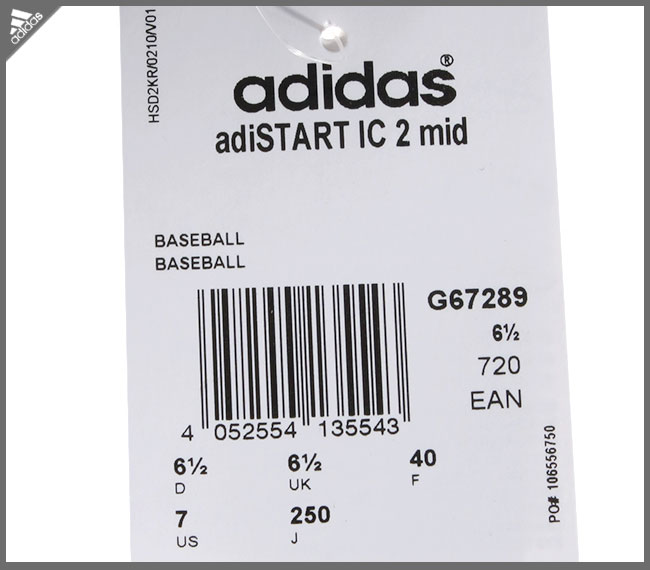 adidas
HSD2KR/0210/V01
adidas®
adiSTART IC 2 mid
BASEBALL
BASEBALL
G67289
6½
720
EAN
4 052554 135543
6½ 6½ 40
D UK F
7 250
US J
PO# 106556750